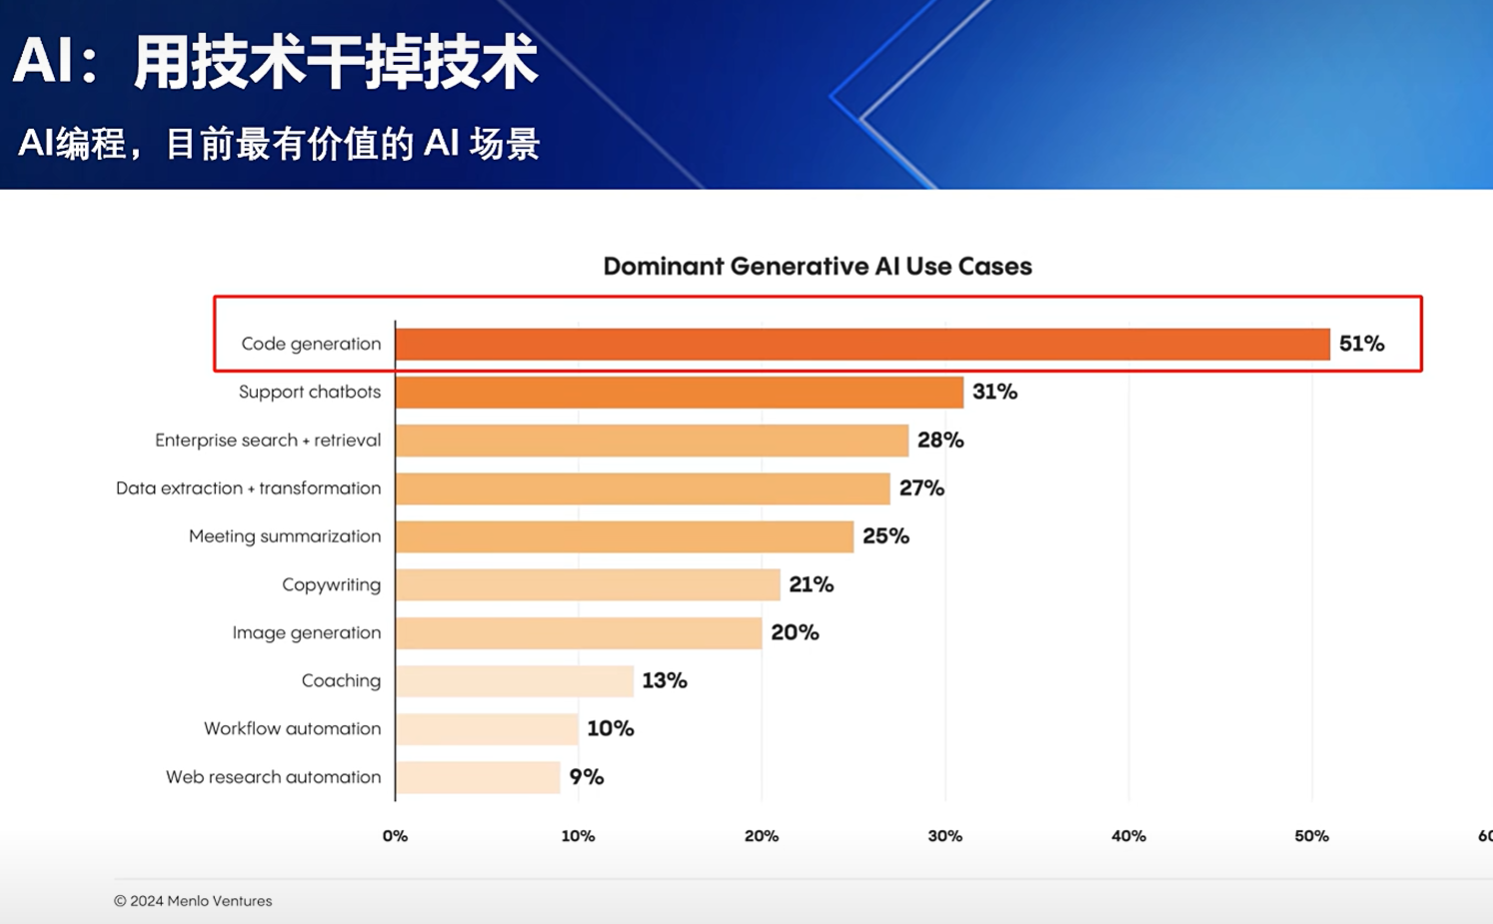 AI：用技术干掉技术
AI编程，目前最有价值的 AI 场景
Dominant Generative AI Use Cases
Code generation 51%
Support chatbots 31%
Enterprise search + retrieval 28%
Data extraction + transformation 27%
Meeting summarization 25%
Copywriting 21%
Image generation 20%
Coaching 13%
Workflow automation 10%
Web research automation 9%
0% 10% 20% 30% 40% 50%
© 2024 Menlo Ventures